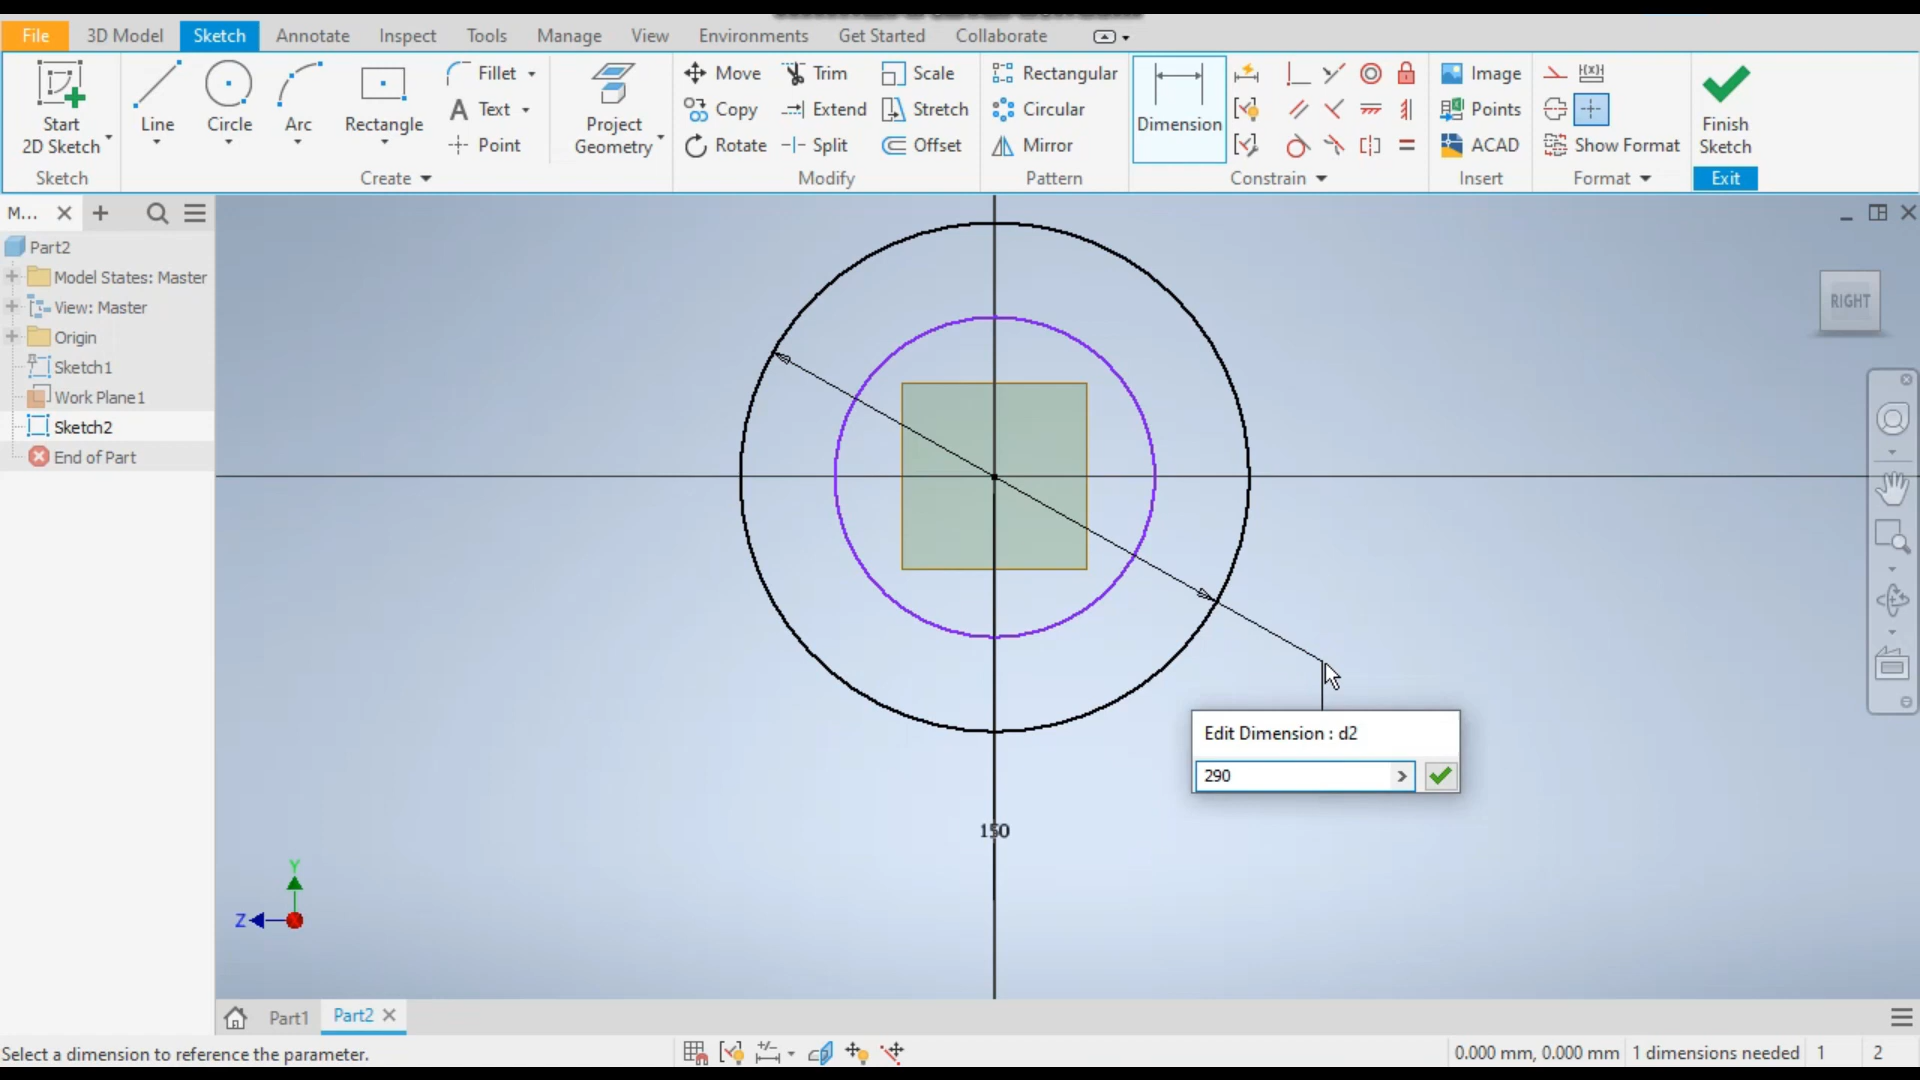 File 3D Model Sketch Annotate Inspect Tools Manage View Environments Get Started Collaborate
Start
2D Sketch
Line
Circle
Arc
Rectangle
Fillet
Text
Point
Project
Geometry
Move
Copy
Rotate
Trim
Extend
Split
Scale
Stretch
Offset
Rectangular
Circular
Mirror
Dimension
Image
Points
ACAD
Show Format
Finish
Sketch
Sketch Create Modify Pattern Constrain Insert Format Exit
M...
Part2
Model States: Master
View: Master
Origin
Sketch1
Work Plane1
Sketch2
End of Part
RIGHT
Edit Dimension : d2
290
150
Y
Z
Part1 Part2
Select a dimension to reference the parameter.
0.000 mm, 0.000 mm 1 dimensions needed 1 2